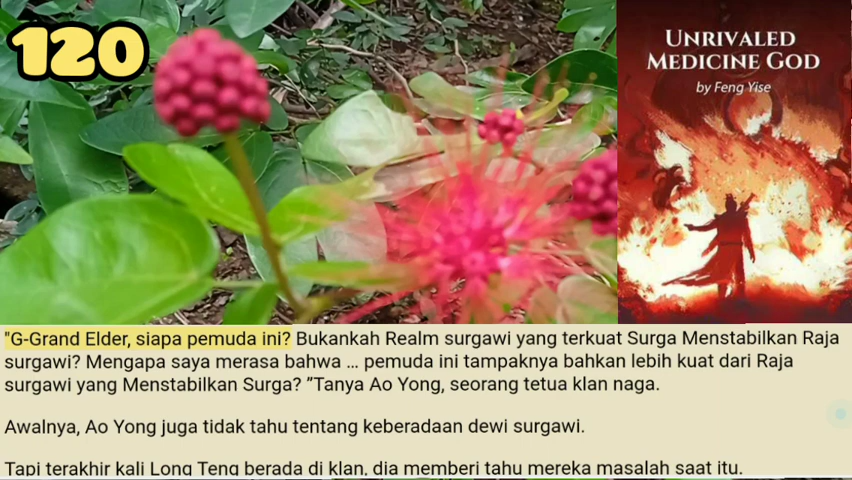 120
UNRIVALED
MEDICINE GOD
by Feng Yise
"G-Grand Elder, siapa pemuda ini? Bukankah Realm surgawi yang terkuat Surga Menstabilkan Raja
surgawi? Mengapa saya merasa bahwa ... pemuda ini tampaknya bahkan lebih kuat dari Raja
surgawi yang Menstabilkan Surga? "Tanya Ao Yong, seorang tetua klan naga.
Awalnya, Ao Yong juga tidak tahu tentang keberadaan dewi surgawi.
Tapi terakhir kali Long Teng berada di klan, dia memberi tahu mereka masalah saat itu.